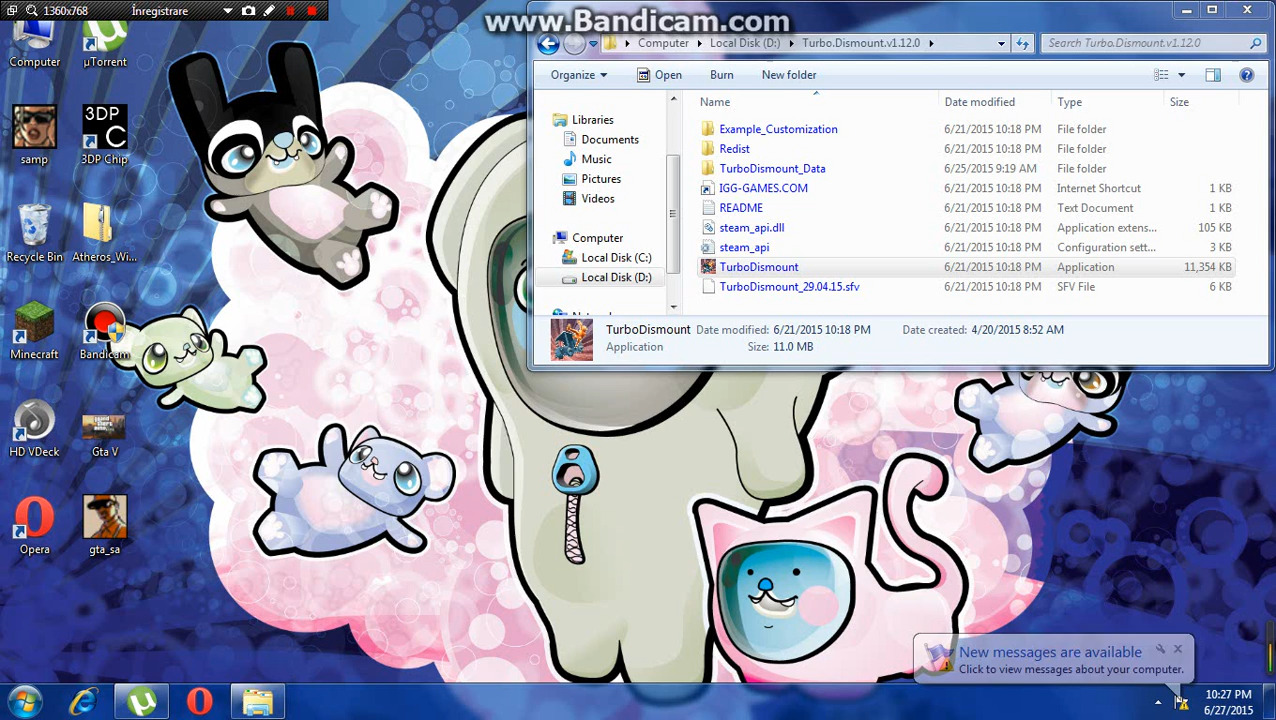 1360x768 Înregistrare
www.Bandicam.com
Computer
µTorrent
samp
3DP Chip
3DP
C
Recycle Bin
Atheros_Wi...
Minecraft
Bandicam
HD VDeck
Gta V
Opera
gta_sa
Computer Local Disk (D:) Turbo.Dismount.v1.12.0
Search Turbo.Dismount.v1.12.0
Organize Open Burn New folder
Libraries
Documents
Music
Pictures
Videos
Computer
Local Disk (C:)
Local Disk (D:)
Name Date modified Type Size
Example_Customization 6/21/2015 10:18 PM File folder
Redist 6/21/2015 10:18 PM File folder
TurboDismount_Data 6/25/2015 9:19 AM File folder
IGG-GAMES.COM 6/21/2015 10:18 PM Internet Shortcut 1 KB
README 6/21/2015 10:18 PM Text Document 1 KB
steam_api.dll 6/21/2015 10:18 PM Application extens... 105 KB
steam_api 6/21/2015 10:18 PM Configuration sett... 3 KB
TurboDismount 6/21/2015 10:18 PM Application 11,354 KB
TurboDismount_29.04.15.sfv 6/21/2015 10:18 PM SFV File 6 KB
TurboDismount Date modified: 6/21/2015 10:18 PM Date created: 4/20/2015 8:52 AM
Application Size: 11.0 MB
New messages are available
Click to view messages about your computer.
10:27 PM
6/27/2015